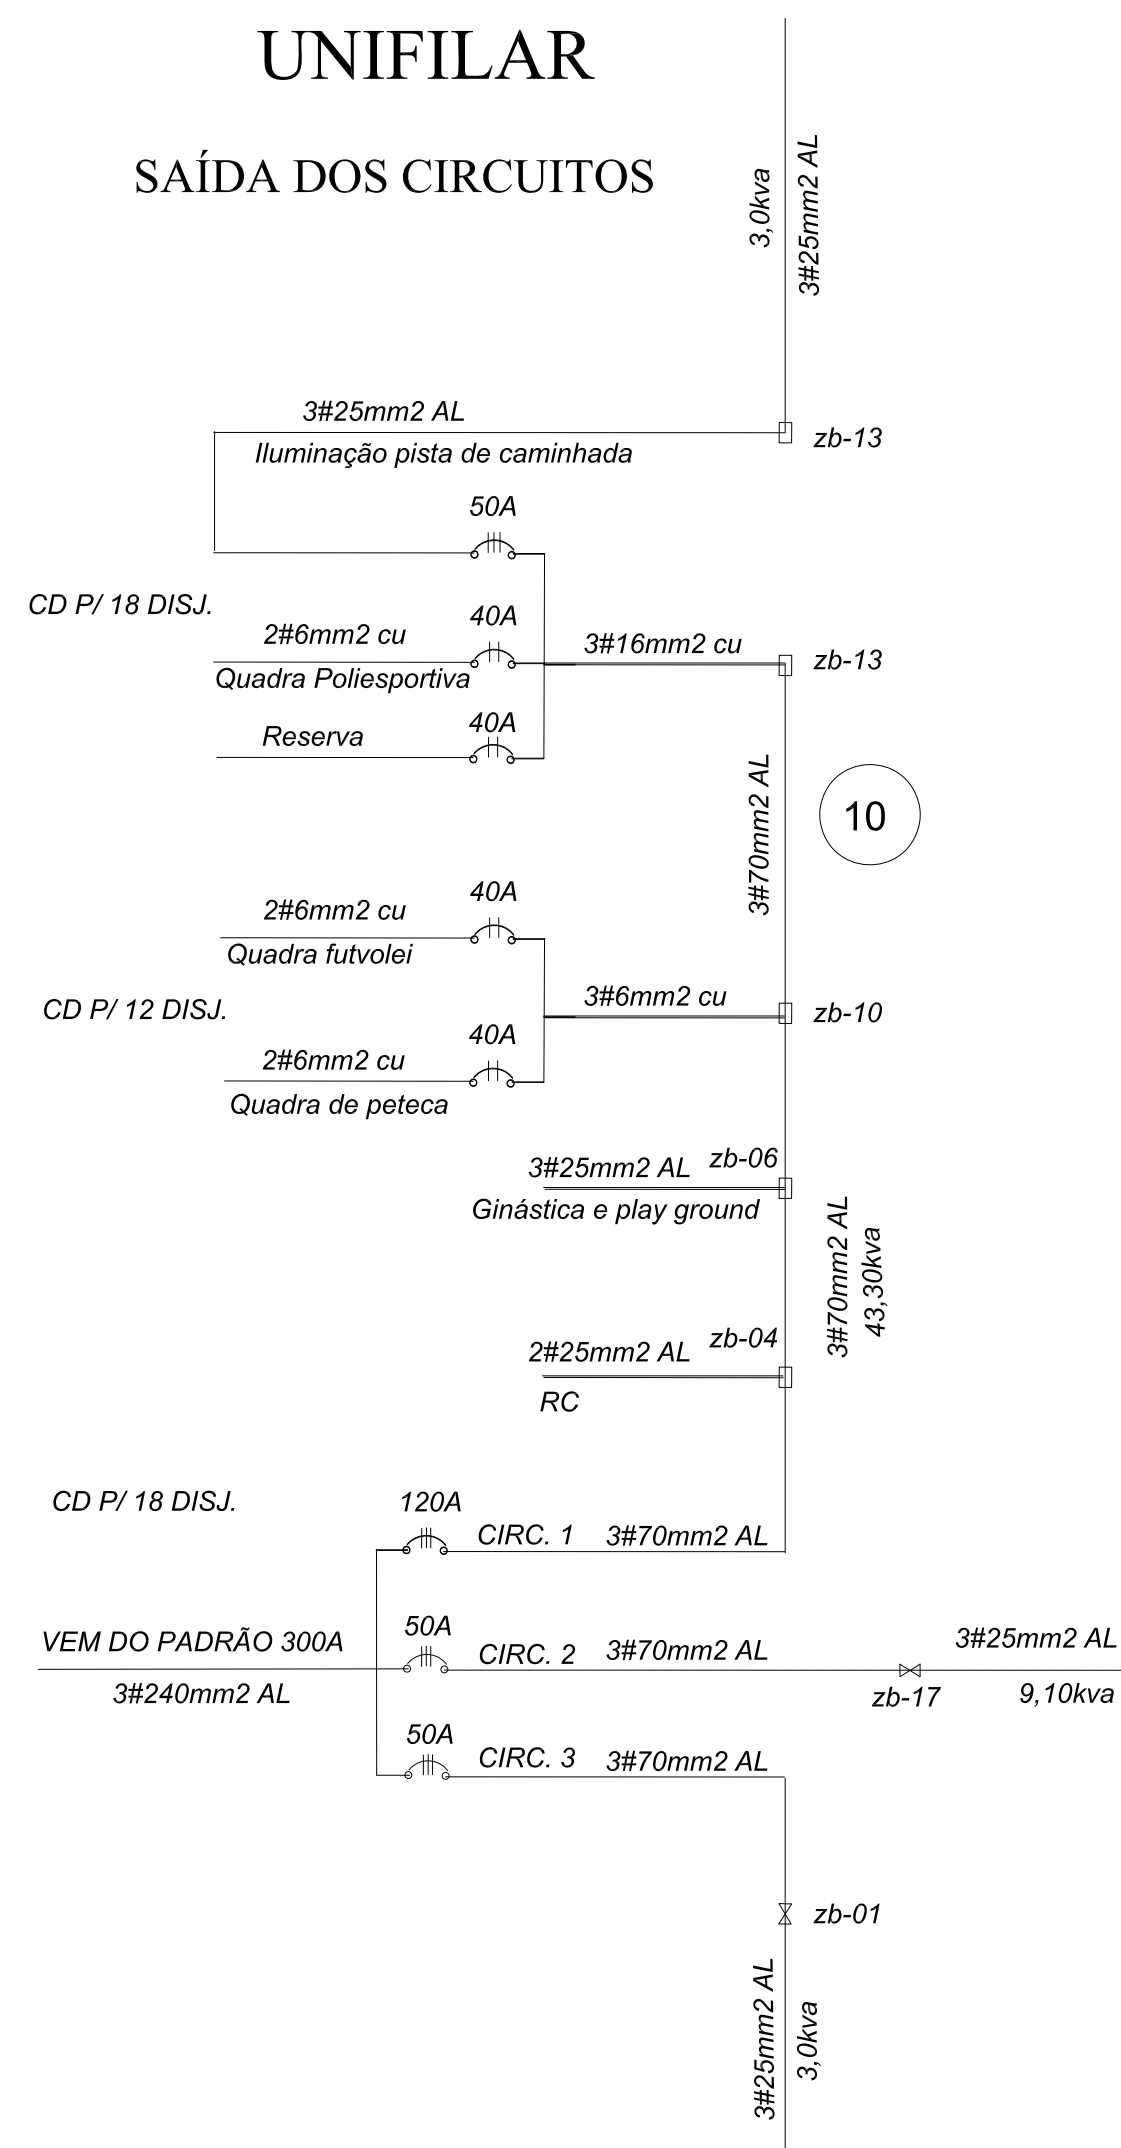 UNIFILAR
SAÍDA DOS CIRCUITOS
3,0kva
3#25mm2 AL
3#25mm2 AL
Iluminação pista de caminhada
zb-13
50A
CD P/ 18 DISJ.
2#6mm2 cu
40A
Quadra Poliesportiva
3#16mm2 cu
zb-13
Reserva
40A
3#70mm2 AL
10
2#6mm2 cu
40A
Quadra futvolei
CD P/ 12 DISJ.
3#6mm2 cu
zb-10
2#6mm2 cu
40A
Quadra de peteca
3#25mm2 AL
zb-06
Ginástica e play ground
3#70mm2 AL
43,30kva
2#25mm2 AL
zb-04
RC
CD P/ 18 DISJ.
120A
CIRC. 1
3#70mm2 AL
VEM DO PADRÃO 300A
3#240mm2 AL
50A
CIRC. 2
3#70mm2 AL
zb-17
3#25mm2 AL
9,10kva
50A
CIRC. 3
3#70mm2 AL
zb-01
3#25mm2 AL
3,0kva